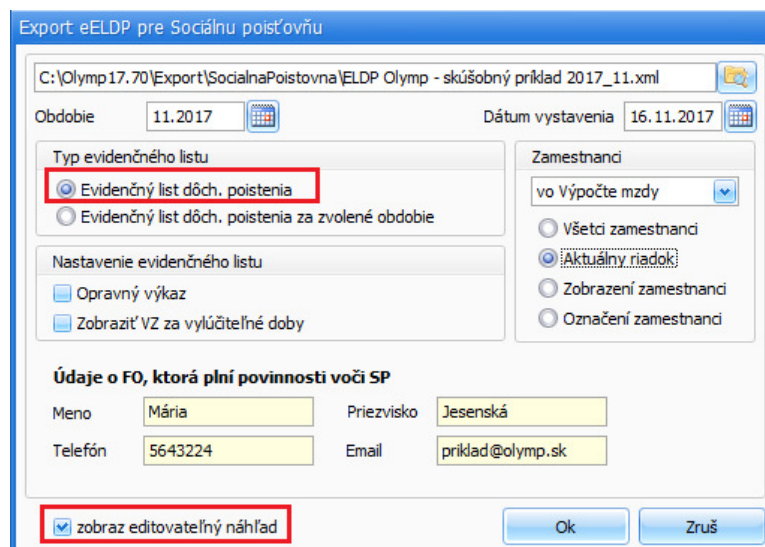 Export eELDP pre Sociálnu poisťovňu
C:\Olymp17.70\Export\SocialnaPoistovna\ELDP Olymp - skúšobný príklad 2017_11.xml
Obdobie 11.2017 Dátum vystavenia 16.11.2017
Typ evidenčného listu
Evidenčný list dôch. poistenia
Evidenčný list dôch. poistenia za zvolené obdobie
Nastavenie evidenčného listu
Opravný výkaz
Zobraziť VZ za vylúčiteľné doby
Zamestnanci
vo Výpočte mzdy
Všetci zamestnanci
Aktuálny riadok
Zobrazení zamestnanci
Označení zamestnanci
Údaje o FO, ktorá plní povinnosti voči SP
Meno Mária Priezvisko Jesenská
Telefón 5643224 Email priklad@olymp.sk
zobraz editovateľný náhľad Ok Zruš